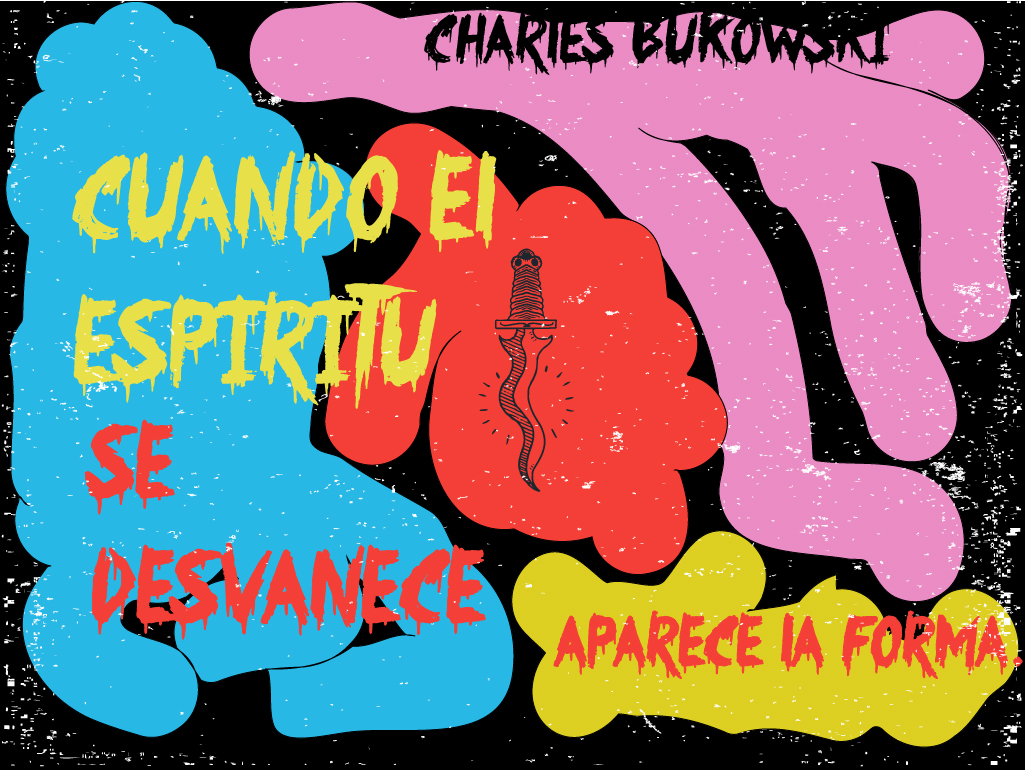 CHARlES BUKOWSKI
CUANDO El
ESPIRITU
SE
DESVANECE
APARECE lA FORMA.